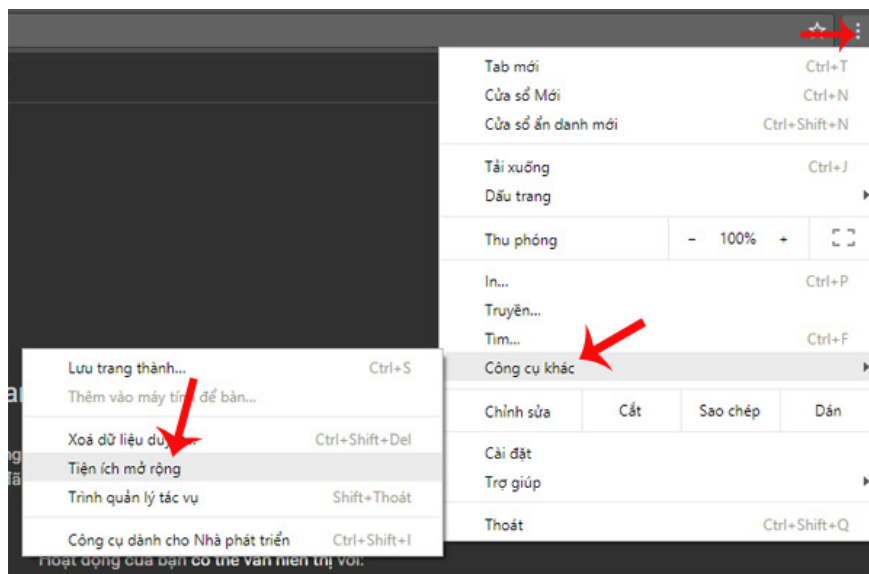 Tab mới Ctrl+T
Cửa sổ Mới Ctrl+N
Cửa sổ ẩn danh mới Ctrl+Shift+N
Tải xuống Ctrl+J
Dấu trang
Thu phóng - 100% +
In... Ctrl+P
Truyền...
Tìm... Ctrl+F
Công cụ khác
Chỉnh sửa Cắt Sao chép Dán
Cài đặt
Trợ giúp
Thoát Ctrl+Shift+Q
Lưu trang thành... Ctrl+S
Thêm vào máy tính để bàn...
Xoá dữ liệu Ctrl+Shift+Del
Tiện ích mở rộng
Trình quản lý tác vụ Shift+Thoát
Công cụ dành cho Nhà phát triển Ctrl+Shift+I
Hoạt động của bạn có thể vẫn hiển thị với: